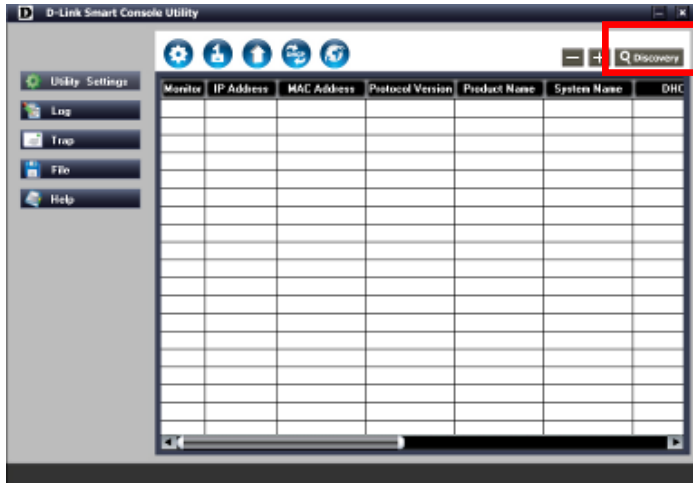 D D-Link Smart Console Utility
Discovery
Utility Settings
Log
Trap
File
Help
Monitor IP Address MAC Address Protocol Version Product Name System Name DHC